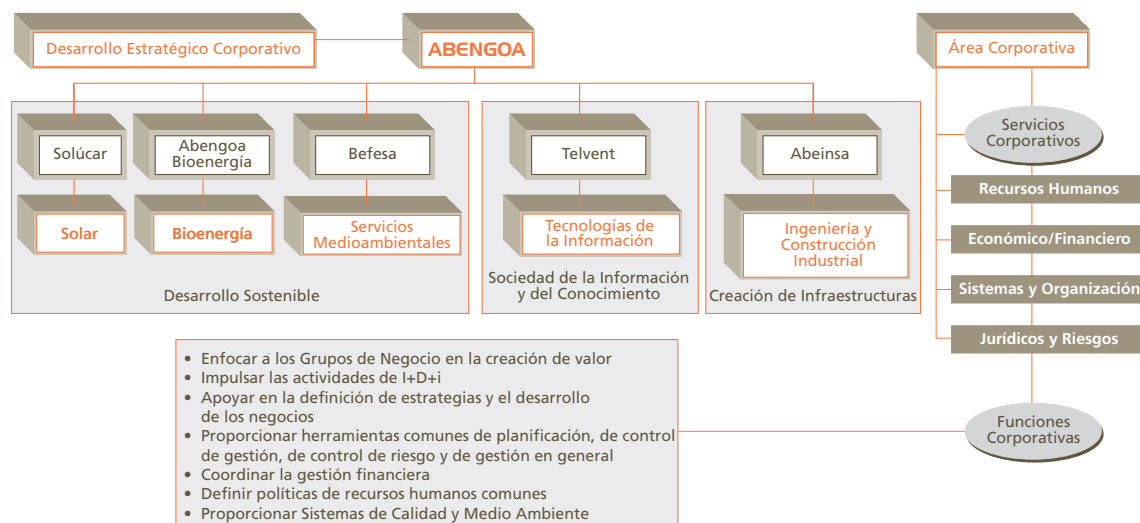 Desarrollo Estratégico Corporativo
ABENGOA
Área Corporativa
Solúcar
Abengoa
Bioenergía
Befesa
Telvent
Abeinsa
Solar
Bioenergía
Servicios
Medioambientales
Tecnologías de
la Información
Ingeniería y
Construcción
Industrial
Desarrollo Sostenible
Sociedad de la Información
y del Conocimiento
Creación de Infraestructuras
Servicios
Corporativos
Recursos Humanos
Económico/Financiero
Sistemas y Organización
Jurídicos y Riesgos
Funciones
Corporativas
• Enfocar a los Grupos de Negocio en la creación de valor
• Impulsar las actividades de I+D+i
• Apoyar en la definición de estrategias y el desarrollo
de los negocios
• Proporcionar herramientas comunes de planificación, de control
de gestión, de control de riesgo y de gestión en general
• Coordinar la gestión financiera
• Definir políticas de recursos humanos comunes
• Proporcionar Sistemas de Calidad y Medio Ambiente